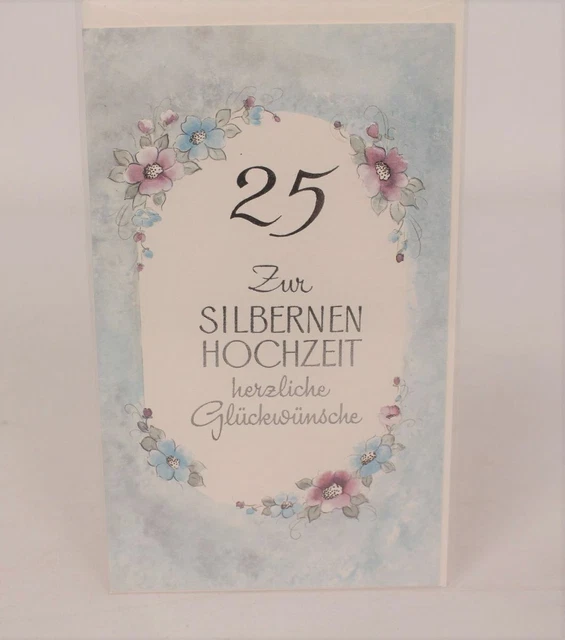 25
Zur
SILBERNEN
HOCHZEIT
herzliche
Glückwünsche